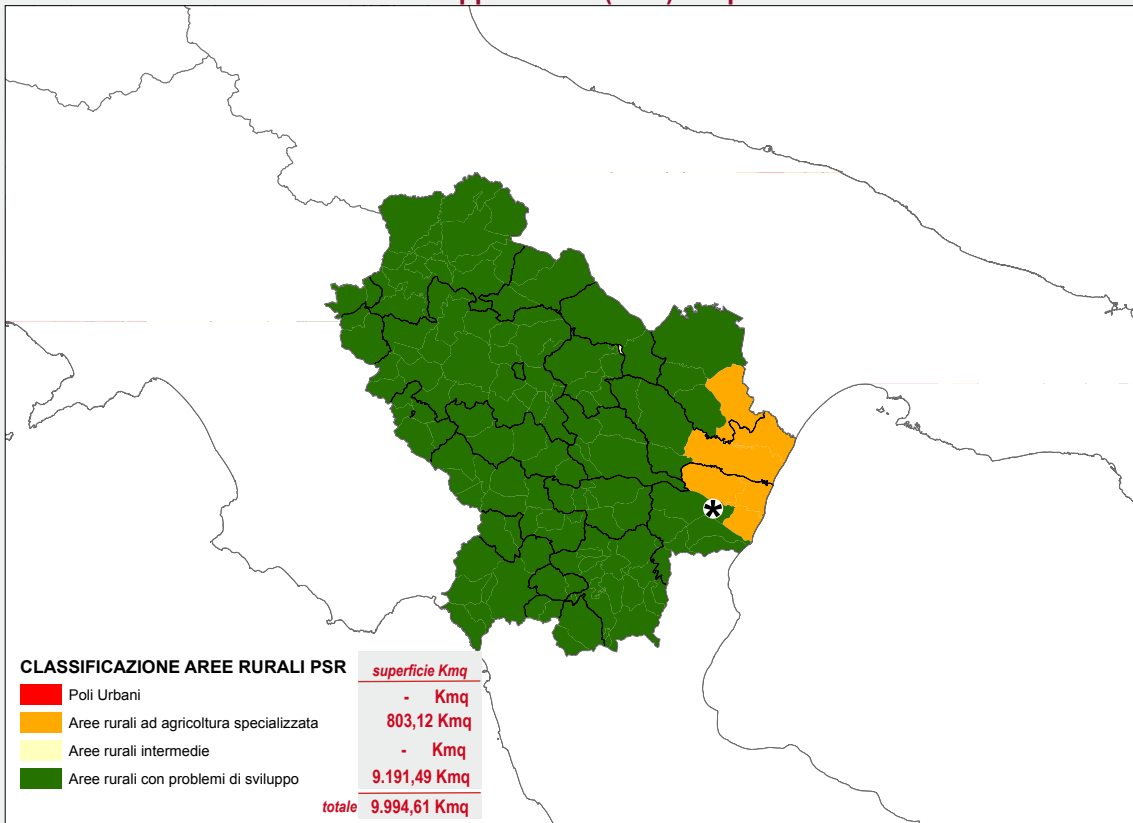 CLASSIFICAZIONE AREE RURALI PSR superficie Kmq
Poli Urbani - Kmq
Aree rurali ad agricoltura specializzata 803,12 Kmq
Aree rurali intermedie - Kmq
Aree rurali con problemi di sviluppo 9.191,49 Kmq
totale 9.994,61 Kmq
*